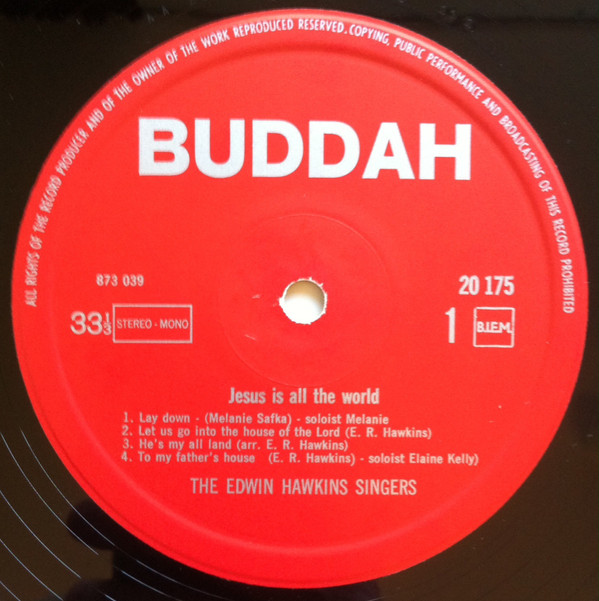 ALL RIGHTS OF THE RECORD PRODUCER AND OF THE OWNER OF THE WORK REPRODUCED RESERVED. COPYING, PUBLIC PERFORMANCE AND BROADCASTING OF THIS RECORD PROHIBITED
BUDDAH
873 039
20 175
33 1/3
STEREO - MONO
1
B.I.E.M.
Jesus is all the world
1. Lay down - (Melanie Safka) - soloist Melanie
2. Let us go into the house of the Lord (E. R. Hawkins)
3. He's my all land (arr. E. R. Hawkins)
4. To my father's house (E. R. Hawkins) - soloist Elaine Kelly)
THE EDWIN HAWKINS SINGERS